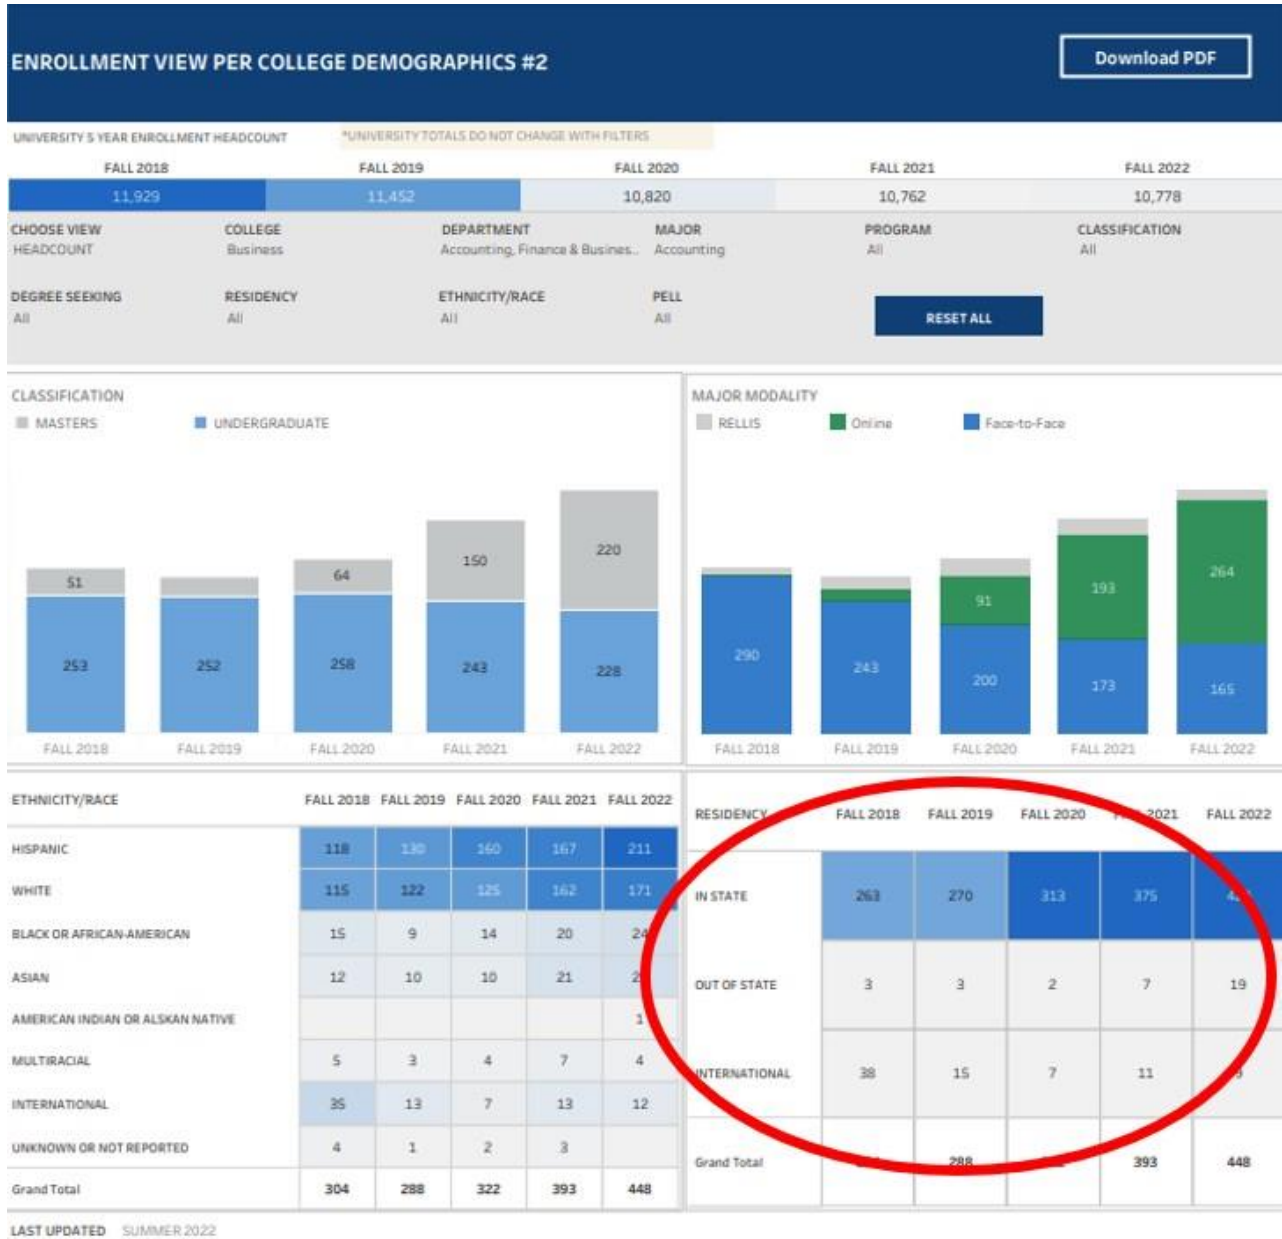 ENROLLMENT VIEW PER COLLEGE DEMOGRAPHICS #2
Download PDF
UNIVERSITY 5 YEAR ENROLLMENT HEADCOUNT *UNIVERSITY TOTALS DO NOT CHANGE WITH FILTERS
FALL 2018 FALL 2019 FALL 2020 FALL 2021 FALL 2022
11,929 11,452 10,820 10,762 10,778
CHOOSE VIEW COLLEGE DEPARTMENT MAJOR PROGRAM CLASSIFICATION
HEADCOUNT Business Accounting, Finance & Busines.. Accounting All All
DEGREE SEEKING RESIDENCY ETHNICITY/RACE PELL
All All All All
RESET ALL
CLASSIFICATION
MASTERS UNDERGRADUATE
51 64 150 220
253 252 258 243 228
FALL 2018 FALL 2019 FALL 2020 FALL 2021 FALL 2022
MAJOR MODALITY
RELLIS Online Face-to-Face
91 193 264
290 243 200 173 165
FALL 2018 FALL 2019 FALL 2020 FALL 2021 FALL 2022
ETHNICITY/RACE FALL 2018 FALL 2019 FALL 2020 FALL 2021 FALL 2022
HISPANIC 118 130 160 167 211
WHITE 115 122 125 162 171
BLACK OR AFRICAN-AMERICAN 15 9 14 20 24
ASIAN 12 10 10 21
AMERICAN INDIAN OR ALSKAN NATIVE 1
MULTIRACIAL 5 3 4 7 4
INTERNATIONAL 35 13 7 13 12
UNKNOWN OR NOT REPORTED 4 1 2 3
Grand Total 304 288 322 393 448
RESIDENCY FALL 2018 FALL 2019 FALL 2020 FALL 2021 FALL 2022
IN STATE 263 270 313 375
OUT OF STATE 3 3 2 7 19
INTERNATIONAL 38 15 7 11 9
Grand Total 288 393 448
LAST UPDATED SUMMER 2022